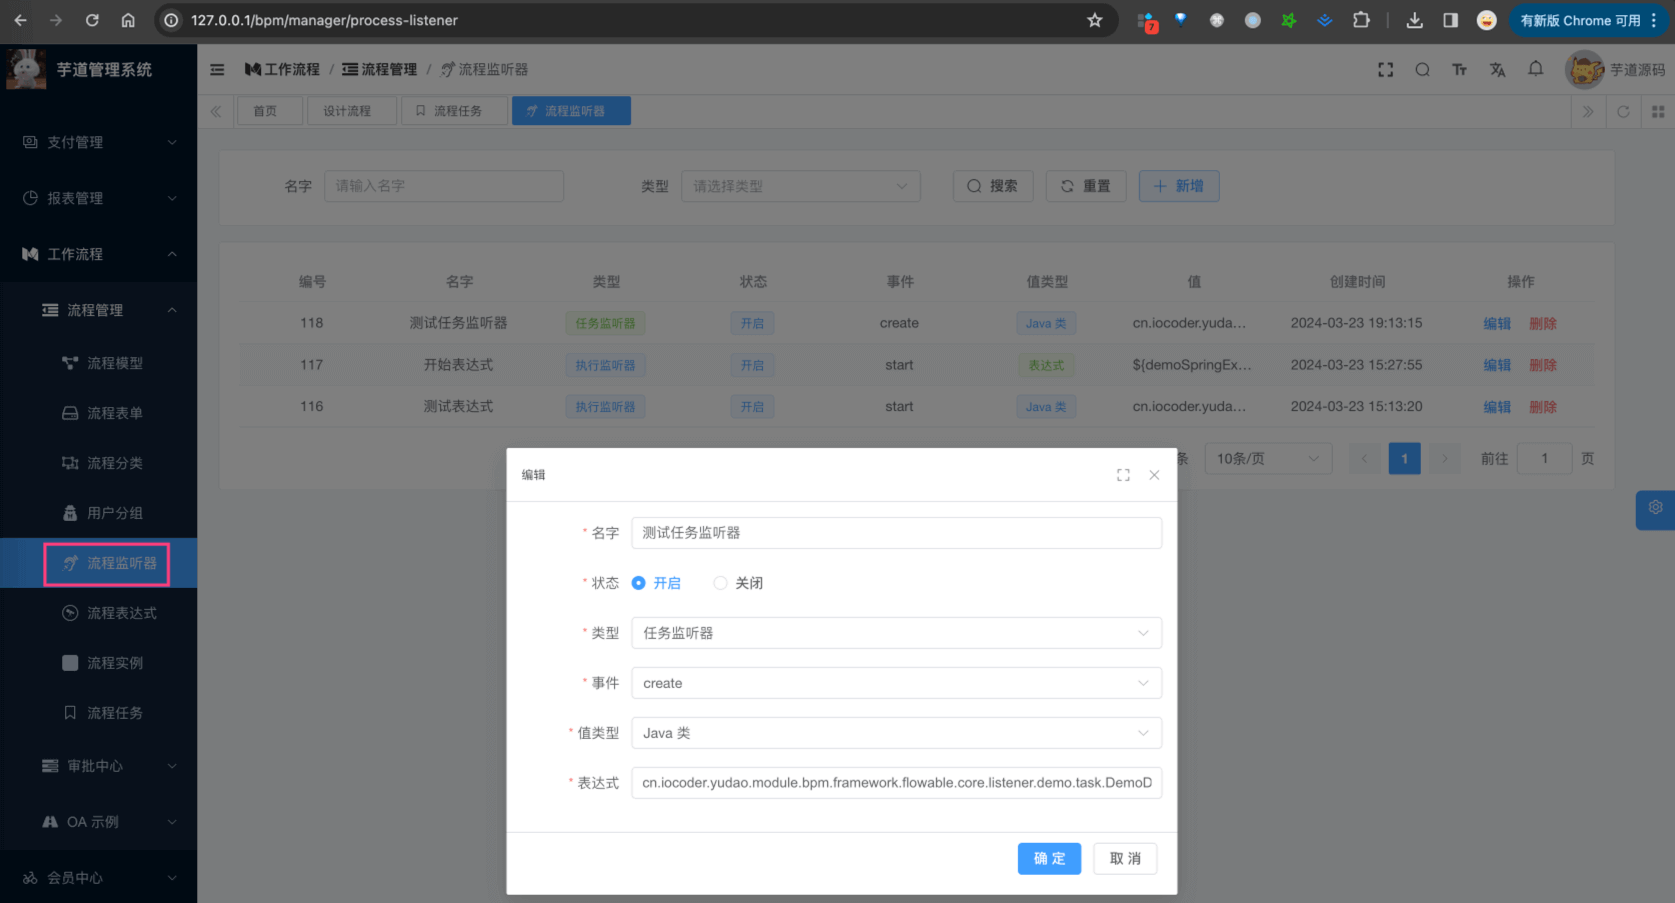 127.0.0.1/bpm/manager/process-listener
7
有新版 Chrome 可用
芋道管理系统
工作流程 / 流程管理 / 流程监听器
芋道源码
首页
设计流程
流程任务
流程监听器
支付管理
报表管理
工作流程
流程管理
流程模型
流程表单
流程分类
用户分组
流程监听器
流程表达式
流程实例
流程任务
审批中心
OA 示例
会员中心
名字 请输入名字 类型 请选择类型 搜索 重置 新增
编号 名字 类型 状态 事件 值类型 值 创建时间 操作
118 测试任务监听器 任务监听器 开启 create Java 类 cn.iocoder.yuda... 2024-03-23 19:13:15 编辑 删除
117 开始表达式 执行监听器 开启 start 表达式 ${demoSpringEx... 2024-03-23 15:27:55 编辑 删除
116 测试表达式 执行监听器 开启 start Java 类 cn.iocoder.yuda... 2024-03-23 15:13:20 编辑 删除
条 10条/页 1 前往 1 页
编辑
* 名字 测试任务监听器
* 状态 开启 关闭
* 类型 任务监听器
* 事件 create
* 值类型 Java 类
* 表达式 cn.iocoder.yudao.module.bpm.framework.flowable.core.listener.demo.task.DemoD
确 定 取 消